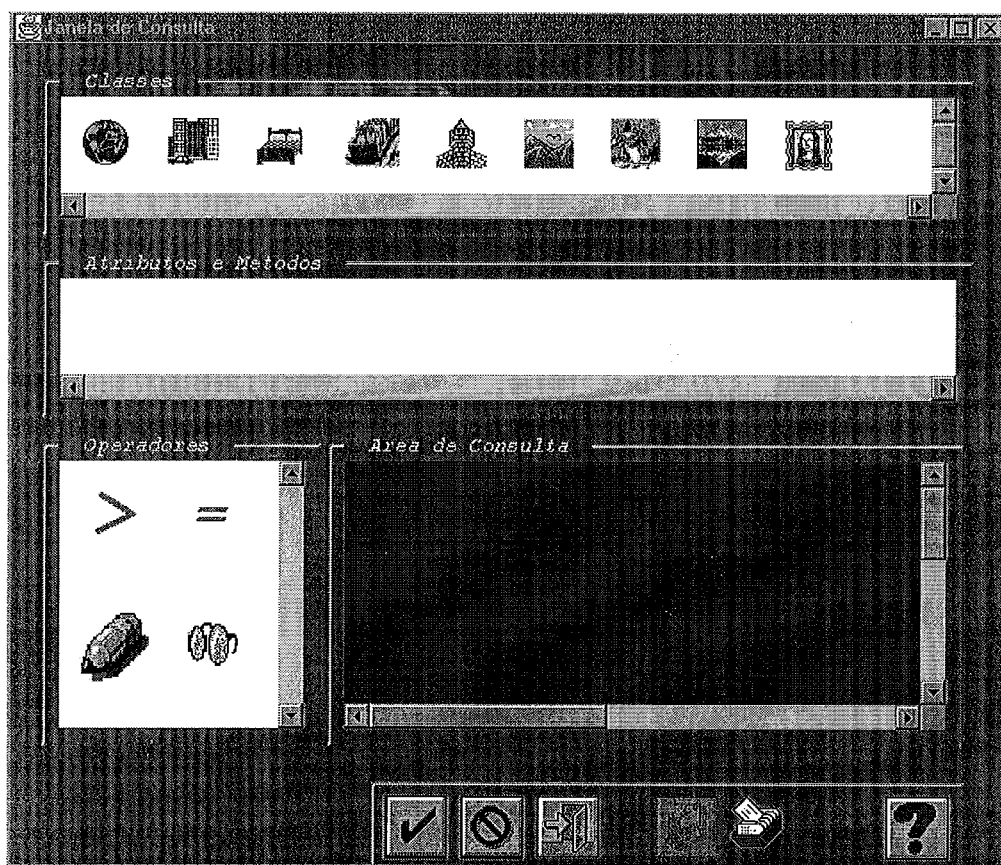 Janela de Consulta
Classes
Atributos e Metodos
Operadores
Area de Consulta
> =
?